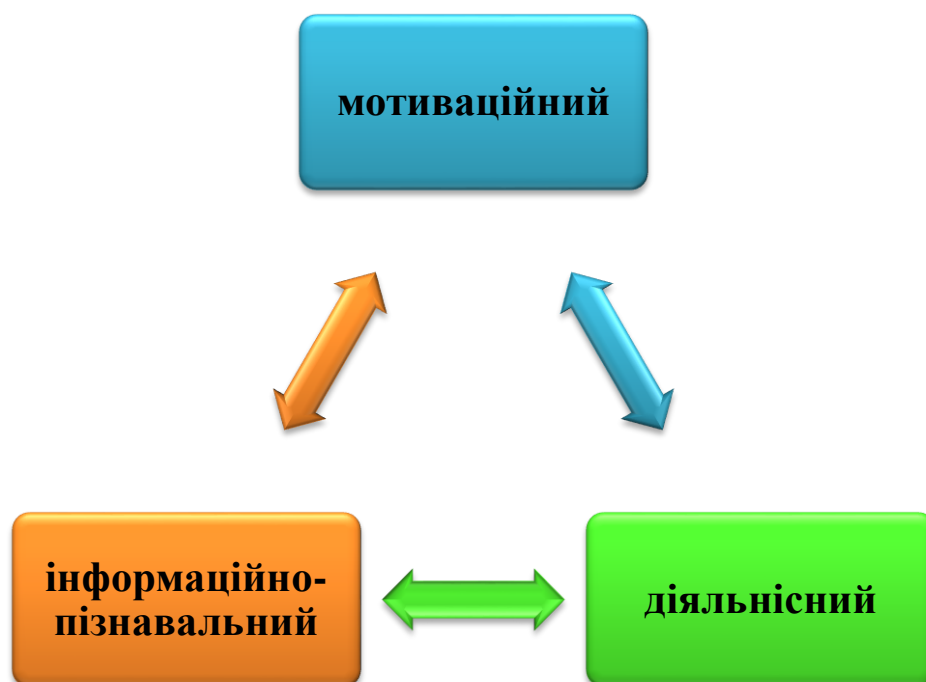 мотиваційний
інформаційно-
пізнавальний
діяльнісний